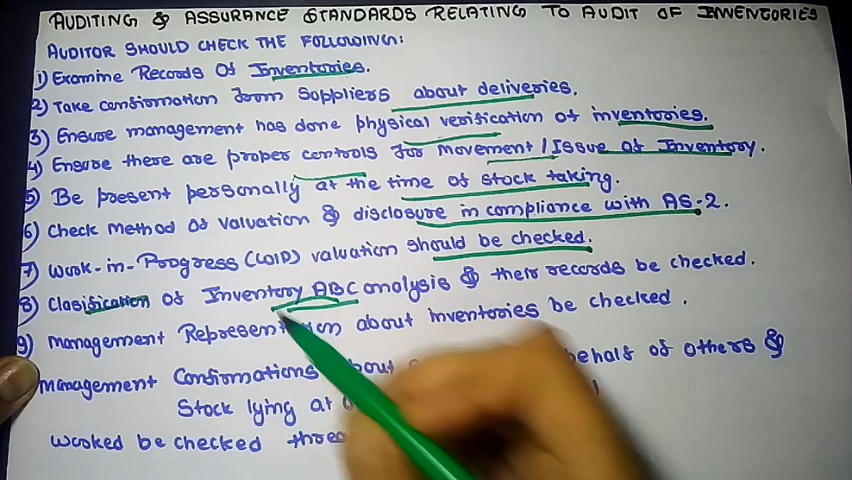 AUDITING & ASSURANCE STANDARDS RELATING TO AUDIT OF INVENTORIES
AUDITOR SHOULD CHECK THE FOLLOWING:
1) Examine Records Of Inventories.
2) Take confirmation from Suppliers about deliveries.
3) Ensure management has done physical verification of inventories.
4) Ensure there are proper controls for movement/Issue of Inventory.
5) Be present personally at the time of stock taking.
6) Check Method of Valuation & disclosure in compliance with AS-2.
7) Work-in-Progress (WIP) valuation should be checked.
8) Clasification of Inventory ABC analysis & their records be checked.
9) Management Representation about inventories be checked.
Management Confirmations about behalf of others &
Stock lying at
Wooked be checked